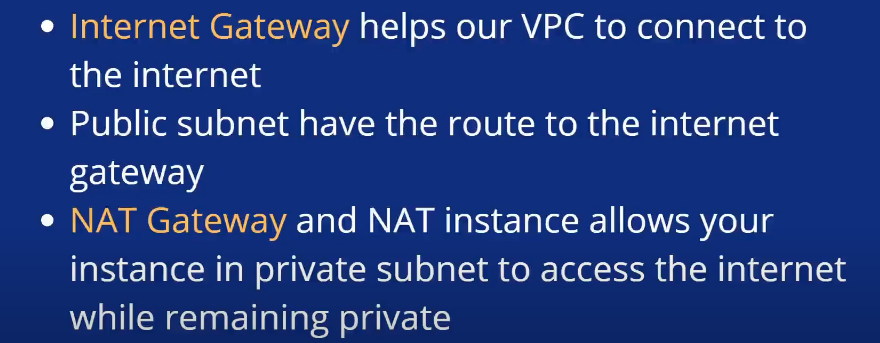 • Internet Gateway helps our VPC to connect to
the internet
• Public subnet have the route to the internet
gateway
• NAT Gateway and NAT instance allows your
instance in private subnet to access the internet
while remaining private